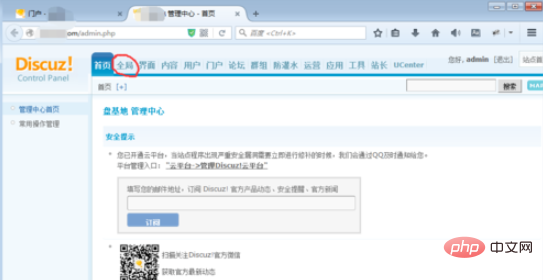 门户 -
管理中心 - 首页
om/admin.php
百度 <Ctrl+K>
Discuz!
Control Panel
首页 全局 界面 内容 用户 门户 论坛 群组 防灌水 运营 应用 工具 站长 UCenter
您好, admin [退出]
站点首
首页 [+]
搜索
管理中心首页
常用操作管理
盘基地 管理中心
安全提示
您已开通云平台, 当站点程序出现严重安全漏洞需要立即进行修补的时候, 我们会通过QQ及时通知给您,
平台管理入口: "云平台->管理Discuz!云平台"
填写您的邮件地址, 订阅 Discuz! 官方产品动态、安全提醒、官方新闻
订阅
扫描关注Discuz!官方微信
获取官方最新动态
php 中文网